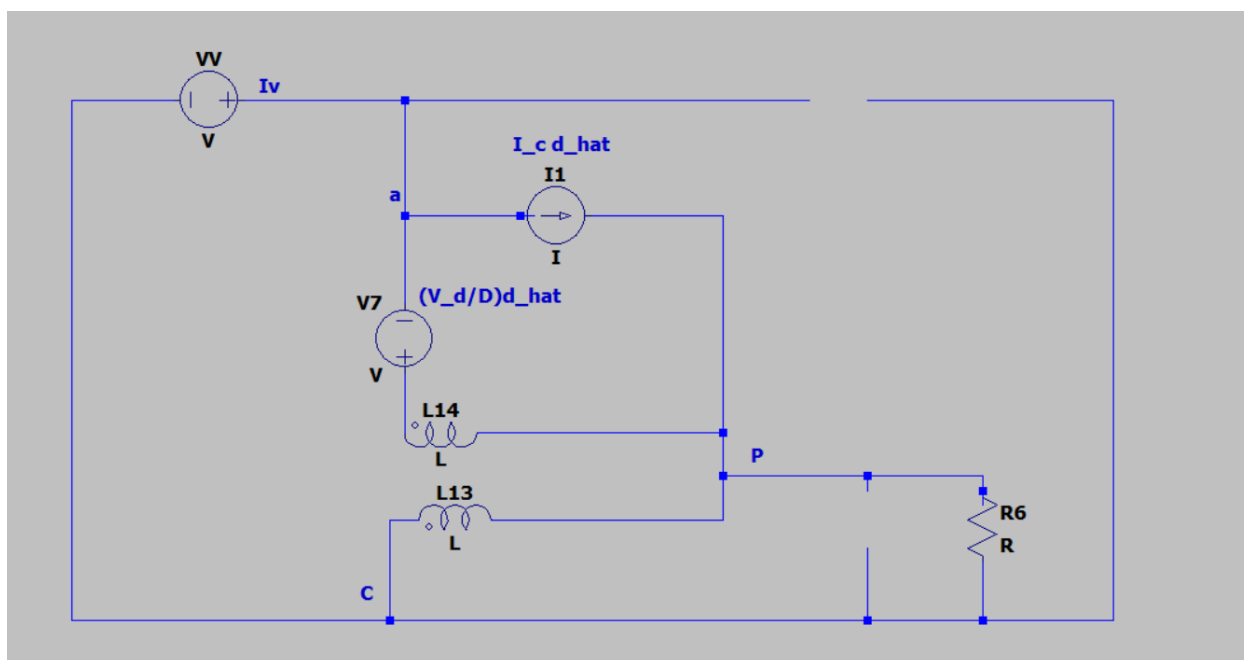 VV
Iv
V
I_c d_hat
I1
a
I
(V_d/D)d_hat
V7
V
L14
L
P
L13
L
R6
R
C